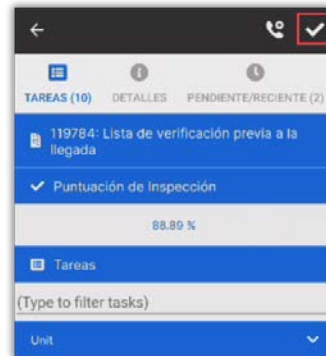 TAREAS (10)
DETALLES
PENDIENTE/RECIENTE (2)
119784: Lista de verificación previa a la
llegada
Puntuación de Inspección
88.89 %
Tareas
(Type to filter tasks)
Unit